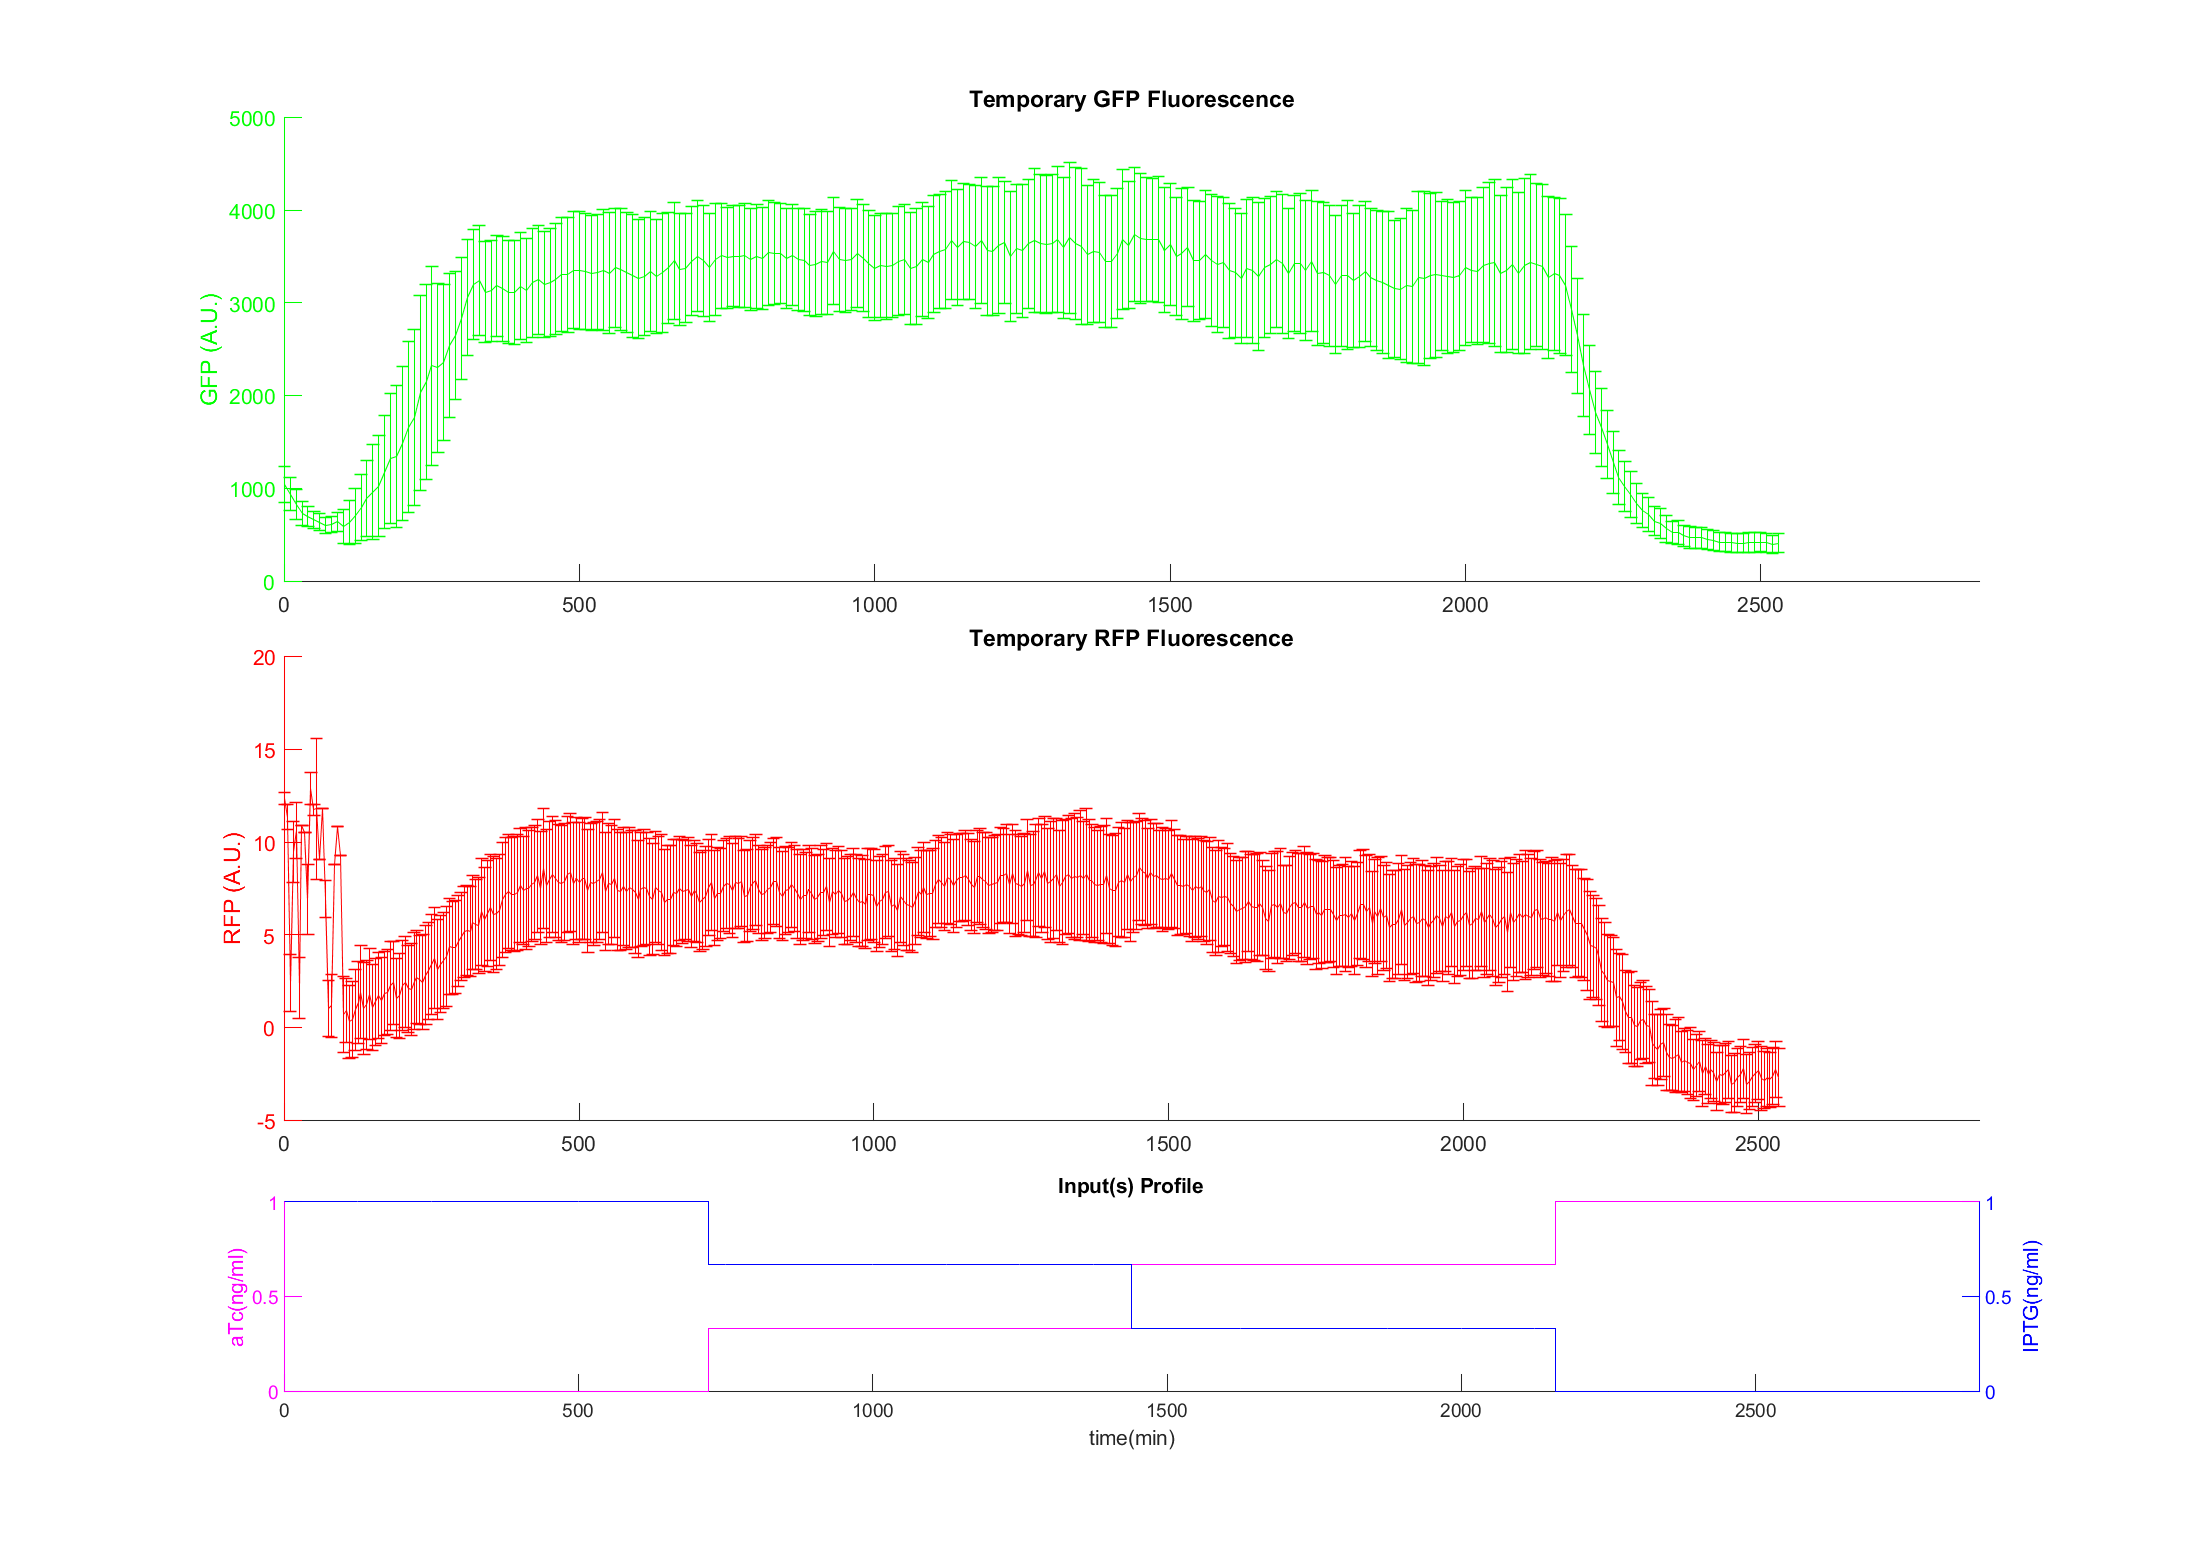 Temporary GFP Fluorescence
5000
4000
3000
2000
1000
0
GFP (A.U.)
0 500 1000 1500 2000 2500
Temporary RFP Fluorescence
20
15
10
5
0
-5
RFP (A.U.)
0 500 1000 1500 2000 2500
Input(s) Profile
1
0.5
0
aTc(ng/ml)
1
0.5
0
IPTG(ng/ml)
0 500 1000 1500 2000 2500
time(min)